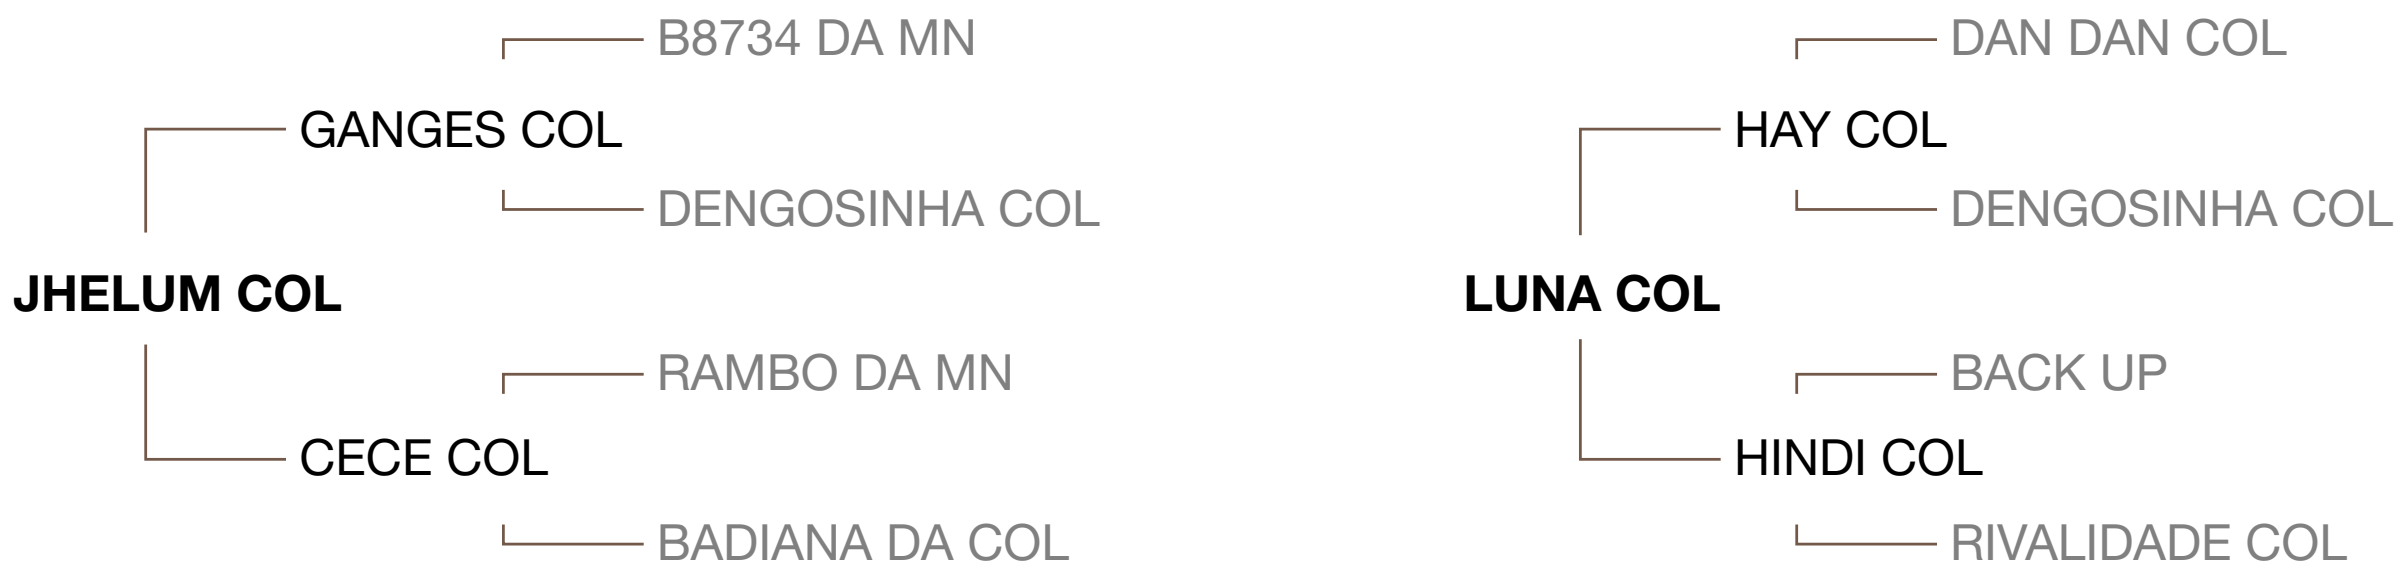 B8734 DA MN
GANGES COL
DENGOSINHA COL
JHELUM COL
RAMBO DA MN
CECE COL
BADIANA DA COL
DAN DAN COL
HAY COL
DENGOSINHA COL
LUNA COL
BACK UP
HINDI COL
RIVALIDADE COL